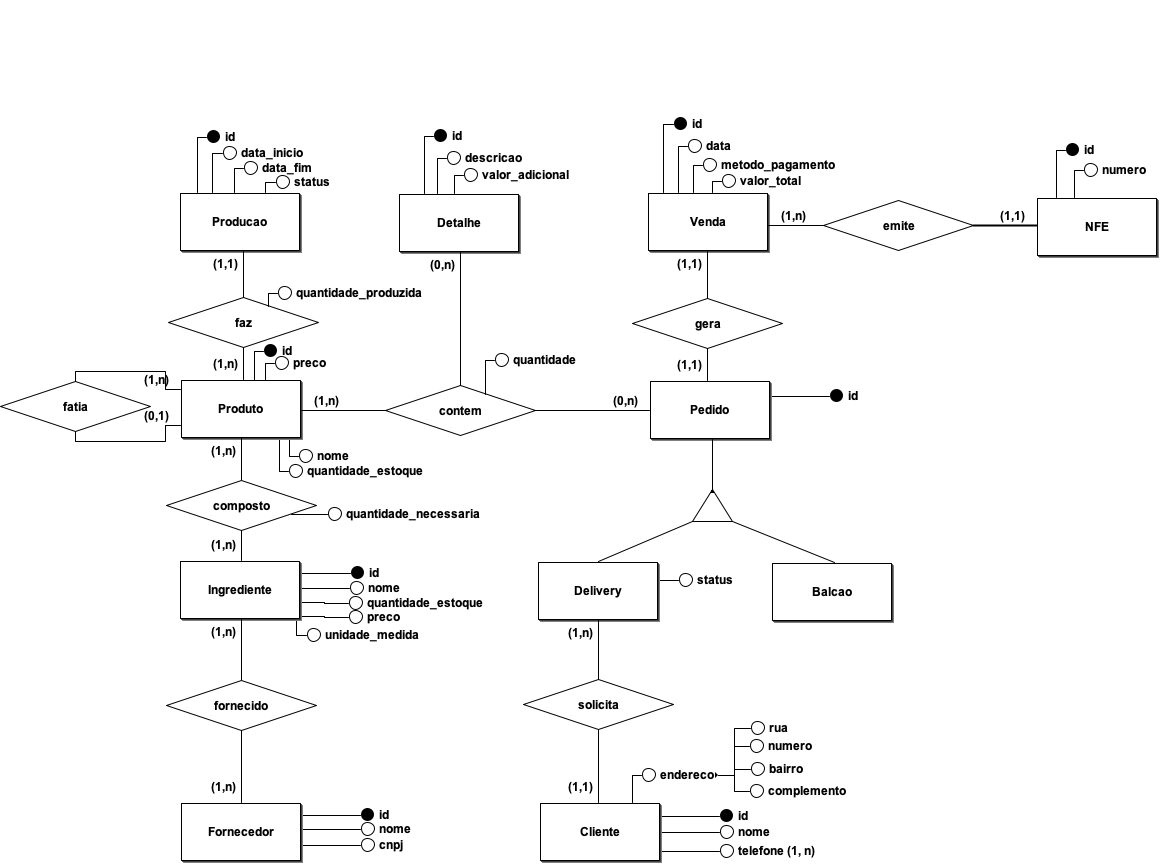 id
data_inicio
data_fim
status
Producao
(1,1)
quantidade_produzida
faz
(1,n)
id
preco
id
descricao
valor_adicional
Detalhe
(0,n)
id
data
metodo_pagamento
valor_total
Venda
(1,n)
emite
(1,1)
id
numero
NFE
(1,1)
gera
(1,1)
(1,n)
fatia
(0,1)
Produto
(1,n)
quantidade
contem
(0,n)
Pedido
id
(1,n)
nome
quantidade_estoque
composto
quantidade_necessaria
(1,n)
Ingrediente
id
nome
quantidade_estoque
preco
unidade_medida
(1,n)
fornecido
(1,n)
Fornecedor
id
nome
cnpj
Delivery
status
Balcao
(1,n)
solicita
(1,1)
endereco
rua
numero
bairro
complemento
Cliente
id
nome
telefone (1, n)